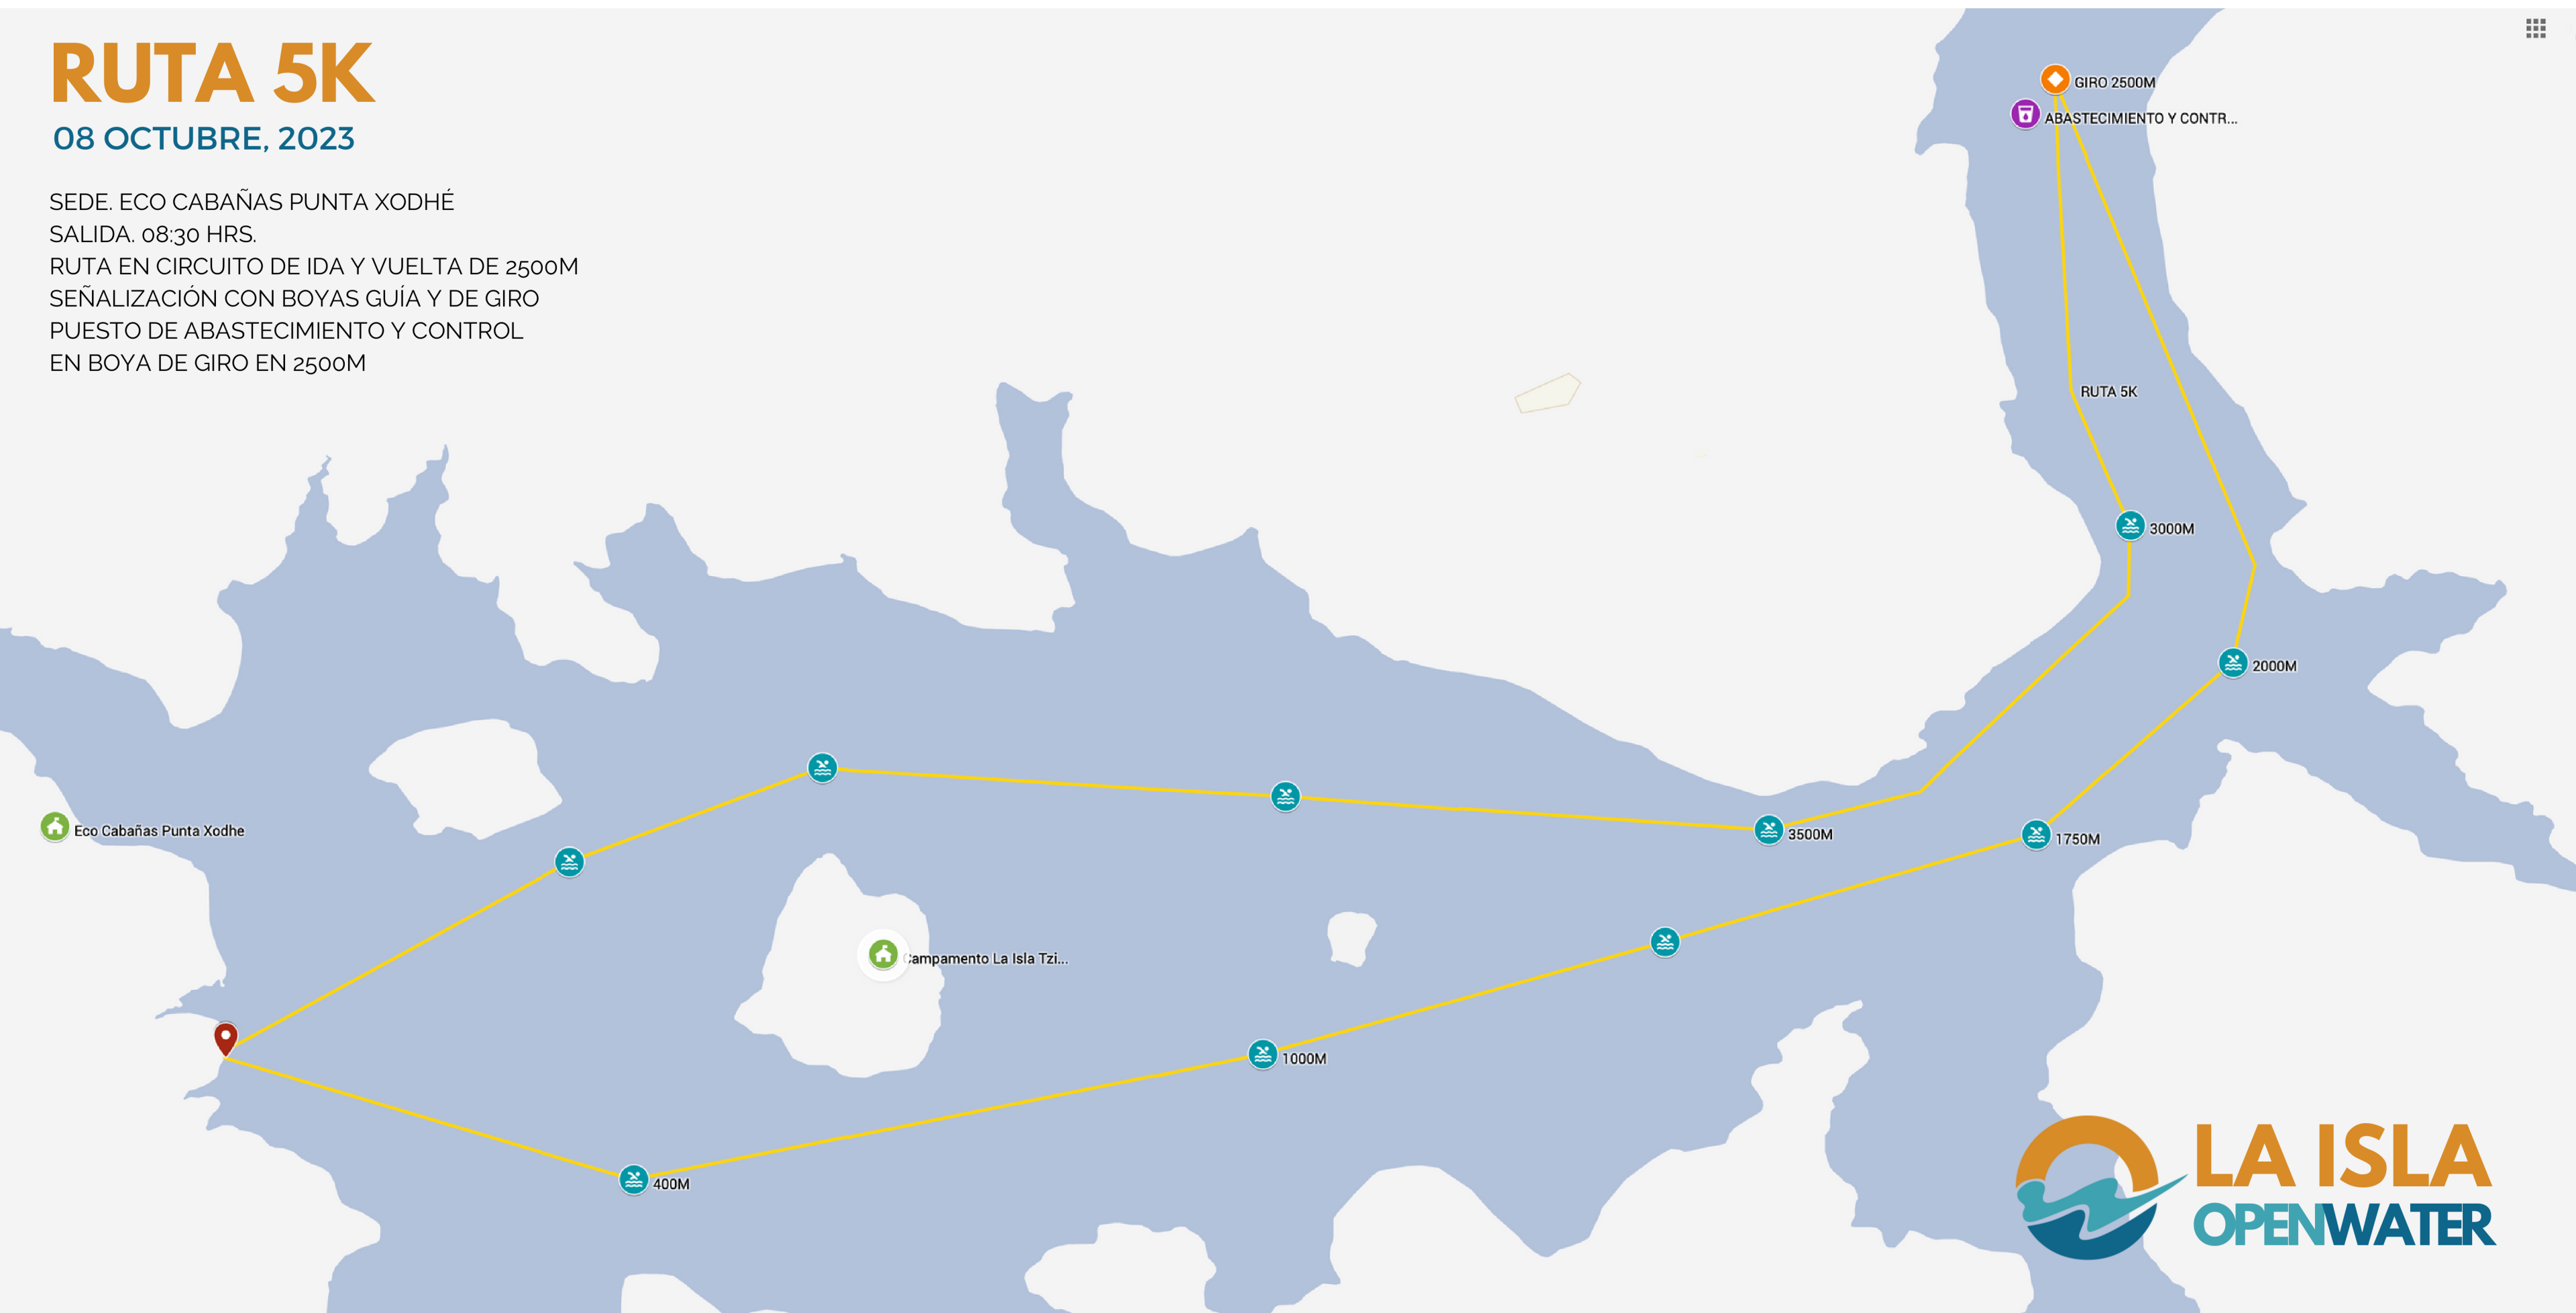 RUTA 5K
08 OCTUBRE, 2023
SEDE. ECO CABAÑAS PUNTA XODHÉ
SALIDA. 08:30 HRS.
RUTA EN CIRCUITO DE IDA Y VUELTA DE 2500M
SEÑALIZACIÓN CON BOYAS GUÍA Y DE GIRO
PUESTO DE ABASTECIMIENTO Y CONTROL
EN BOYA DE GIRO EN 2500M
GIRO 2500M
ABASTECIMIENTO Y CONTR...
RUTA 5K
3000M
2000M
Eco Cabañas Punta Xodhe
3500M
1750M
Campamento La Isla Tzi...
1000M
400M
LA ISLA
OPENWATER